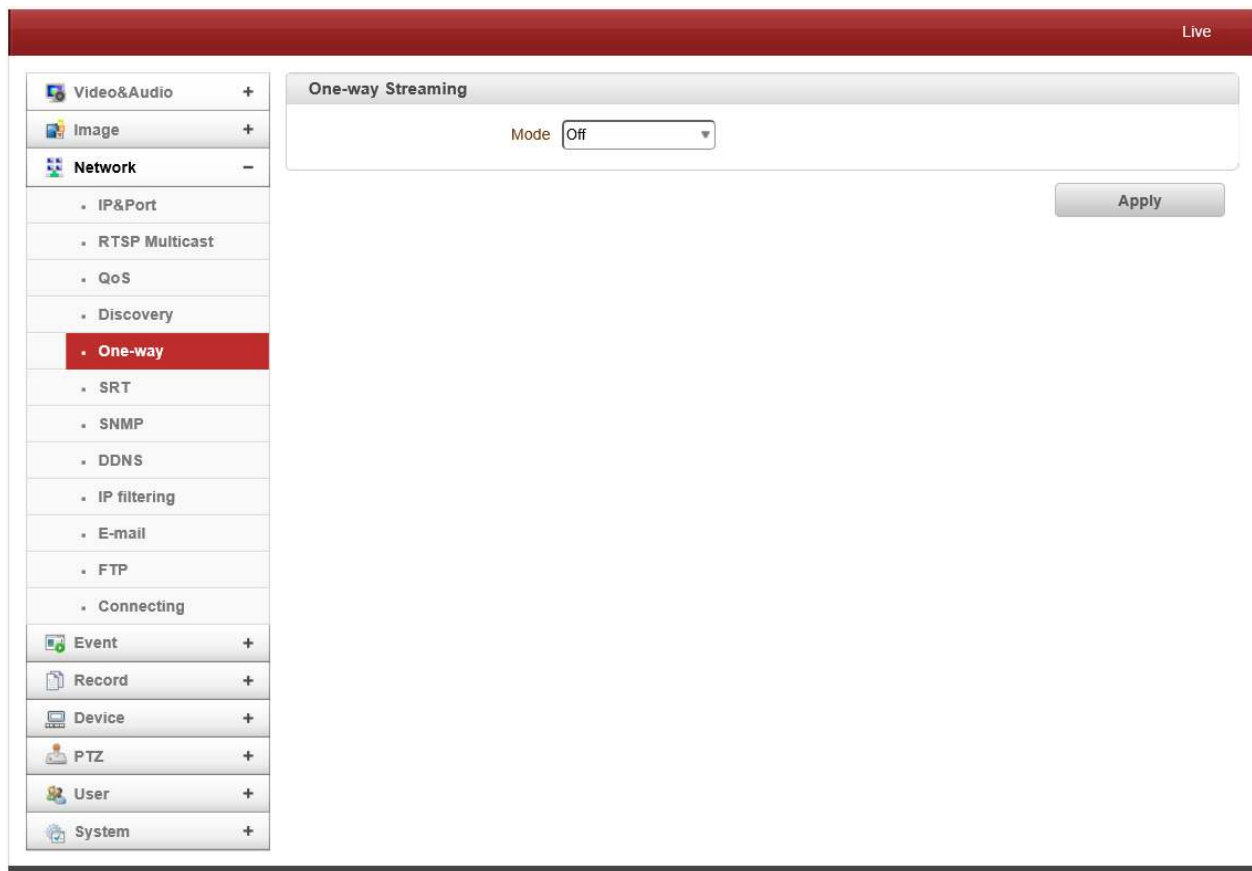 Live
Video&Audio +
Image +
Network −
IP&Port
RTSP Multicast
QoS
Discovery
One-way
SRT
SNMP
DDNS
IP filtering
E-mail
FTP
Connecting
Event +
Record +
Device +
PTZ +
User +
System +
One-way Streaming
Mode Off
Apply